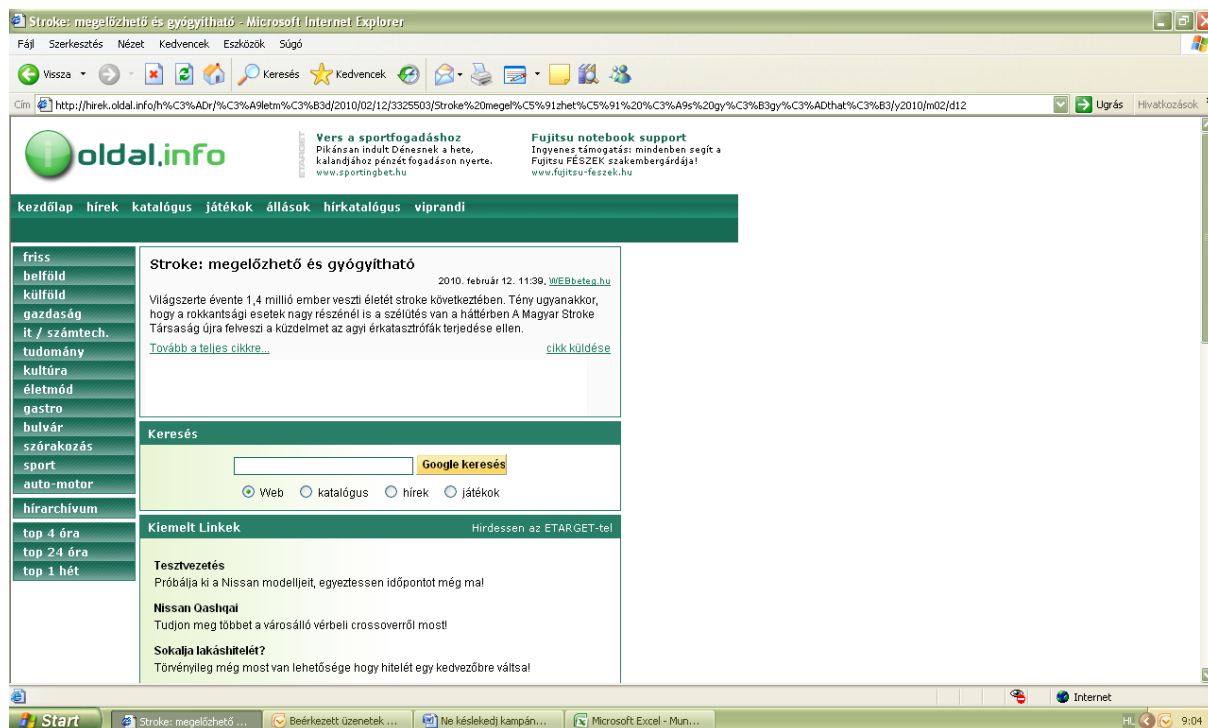 Stroke: megelőzhető és gyógyítható - Microsoft Internet Explorer
Fájl Szerkesztés Nézet Kedvencek Eszközök Súgó
Vissza Keresés Kedvencek
Cím http://hirek.oldal.info/h%C3%ADr/%C3%A9letm%C3%B3d/2010/02/12/3325503/Stroke%20megel%C5%91zhet%C5%91%20%C3%A9s%20gy%C3%B3gy%C3%ADthat%C3%B3/y2010/m02/d12 Ugrás Hivatkozások
oldal.info
ETARGET
Vers a sportfogadáshoz
Pikánsan indult Dénesnek a hete,
kalandjához pénzét fogadáson nyerte.
www.sportingbet.hu
Fujitsu notebook support
Ingyenes támogatás: mindenben segít a
Fujitsu FÉSZEK szakembergárdája!
www.fujitsu-feszek.hu
kezdőlap hírek katalógus játékok állások hírkatalógus viprandi
friss
belföld
külföld
gazdaság
it / számtech.
tudomány
kultúra
életmód
gastro
bulvár
szórakozás
sport
auto-motor
hírarchívum
top 4 óra
top 24 óra
top 1 hét
Stroke: megelőzhető és gyógyítható
2010. február 12. 11:39, WEBbeteg.hu
Világszerte évente 1,4 millió ember veszti életét stroke következtében. Tény ugyanakkor,
hogy a rokkantsági esetek nagy részénél is a szélütés van a háttérben A Magyar Stroke
Társaság újra felveszi a küzdelmet az agyi érkatasztrófák terjedése ellen.
Tovább a teljes cikkre... cikk küldése
Keresés
Google keresés
Web katalógus hírek játékok
Kiemelt Linkek Hirdessen az ETARGET-tel
Tesztvezetés
Próbálja ki a Nissan modelljeit, egyeztessen időpontot még ma!
Nissan Qashqai
Tudjon meg többet a városálló vérbeli crossoverről most!
Sokalja lakáshitelét?
Törvényileg még most van lehetősége hogy hitelét egy kedvezőbre váltsa!
Internet
Start Stroke: megelőzhető ... Beérkezett üzenetek ... Ne késlekedj kampán... Microsoft Excel - Mun... HL 9:04